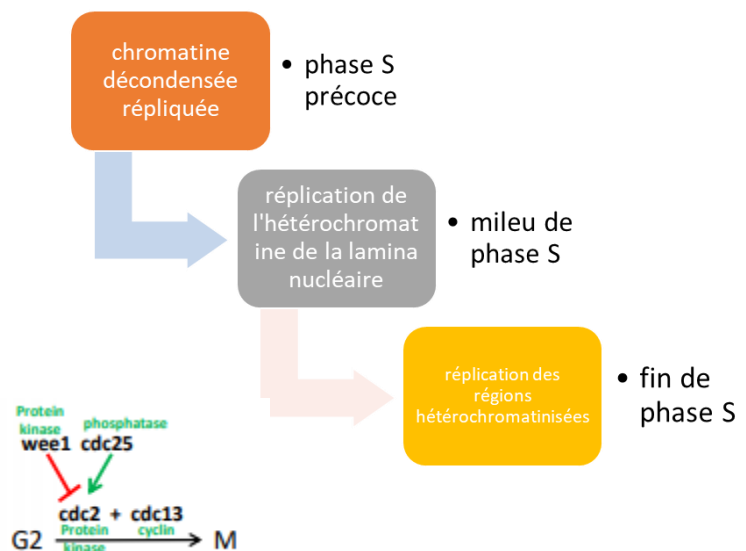 chromatine
décondensée
répliquée
• phase S
précoce
réplication de
l'hétérochromat
ine de la lamina
nucléaire
• mileu de
phase S
réplication des
régions
hétérochromatinisées
• fin de
phase S
Protein
kinase
phosphatase
wee1 cdc25
cdc2 + cdc13
Protein cyclin
G2 M
kinase